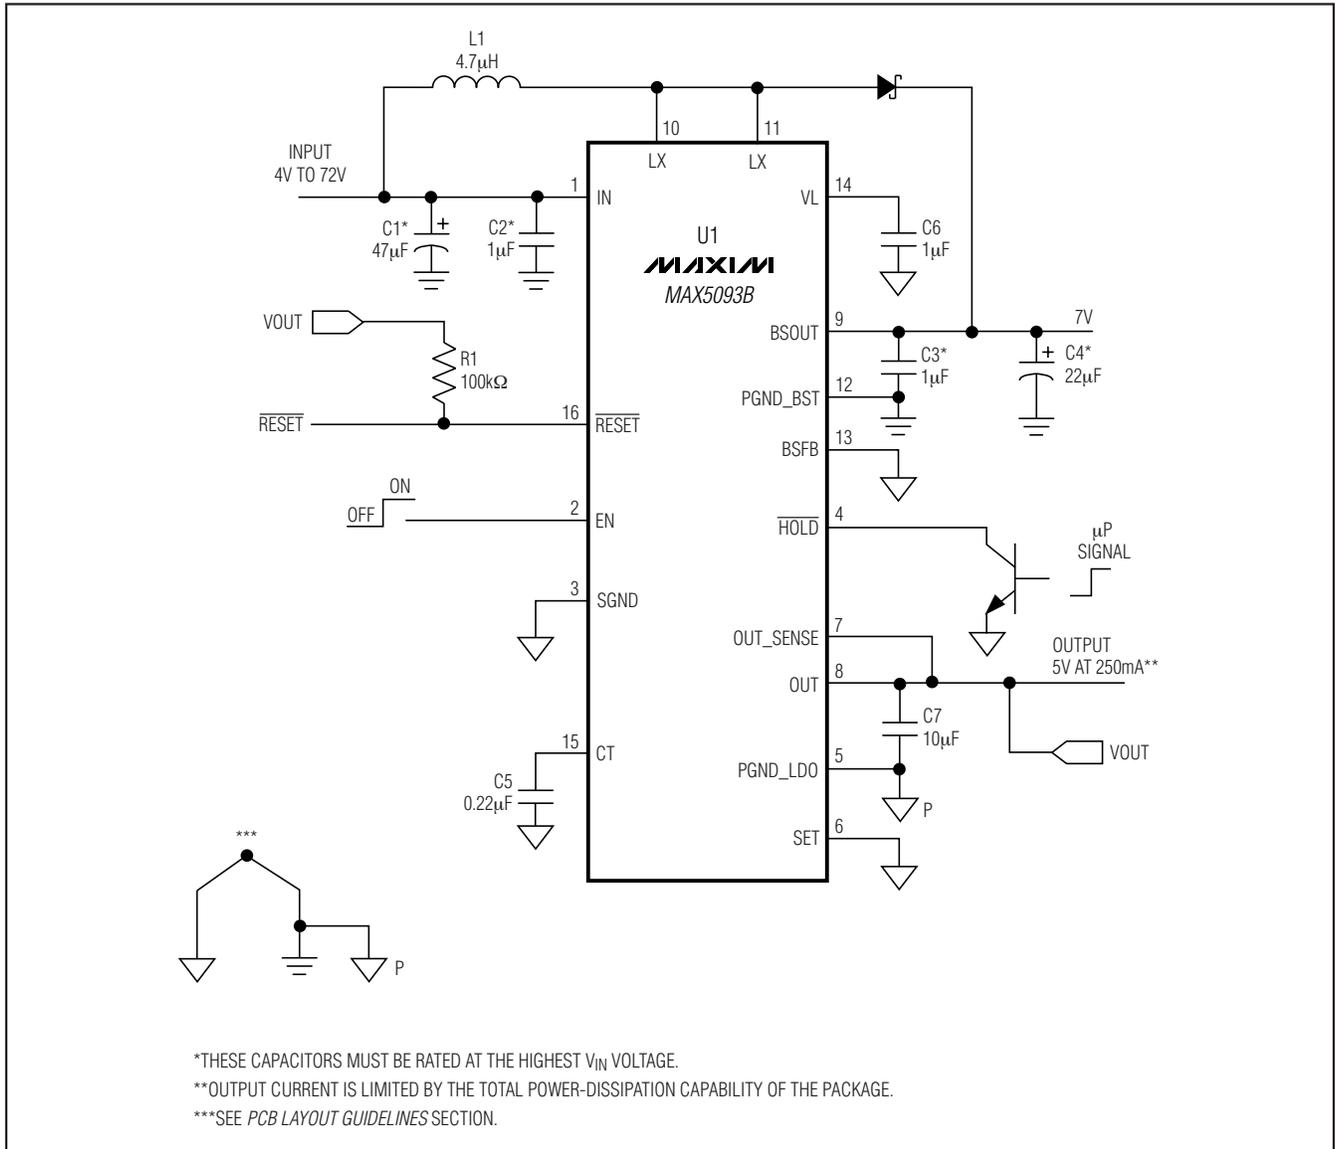 L1
4.7μH
10
11
LX
LX
INPUT
4V TO 72V
1
IN
C1*
47μF
+
C2*
1μF
U1
MAXIM
MAX5093B
VL
14
C6
1μF
BSOUT
9
7V
C3*
1μF
+
C4*
22μF
PGND_BST
12
BSFB
13
VOUT
R1
100kΩ
RESET
16
RESET
ON
OFF
2
EN
HOLD
4
μP
SIGNAL
3
SGND
OUT_SENSE
7
OUT
8
OUTPUT
5V AT 250mA**
C7
10μF
VOUT
PGND_LDO
5
P
15
CT
C5
0.22μF
SET
6
***
P
*THESE CAPACITORS MUST BE RATED AT THE HIGHEST VIN VOLTAGE.
**OUTPUT CURRENT IS LIMITED BY THE TOTAL POWER-DISSIPATION CAPABILITY OF THE PACKAGE.
***SEE PCB LAYOUT GUIDELINES SECTION.